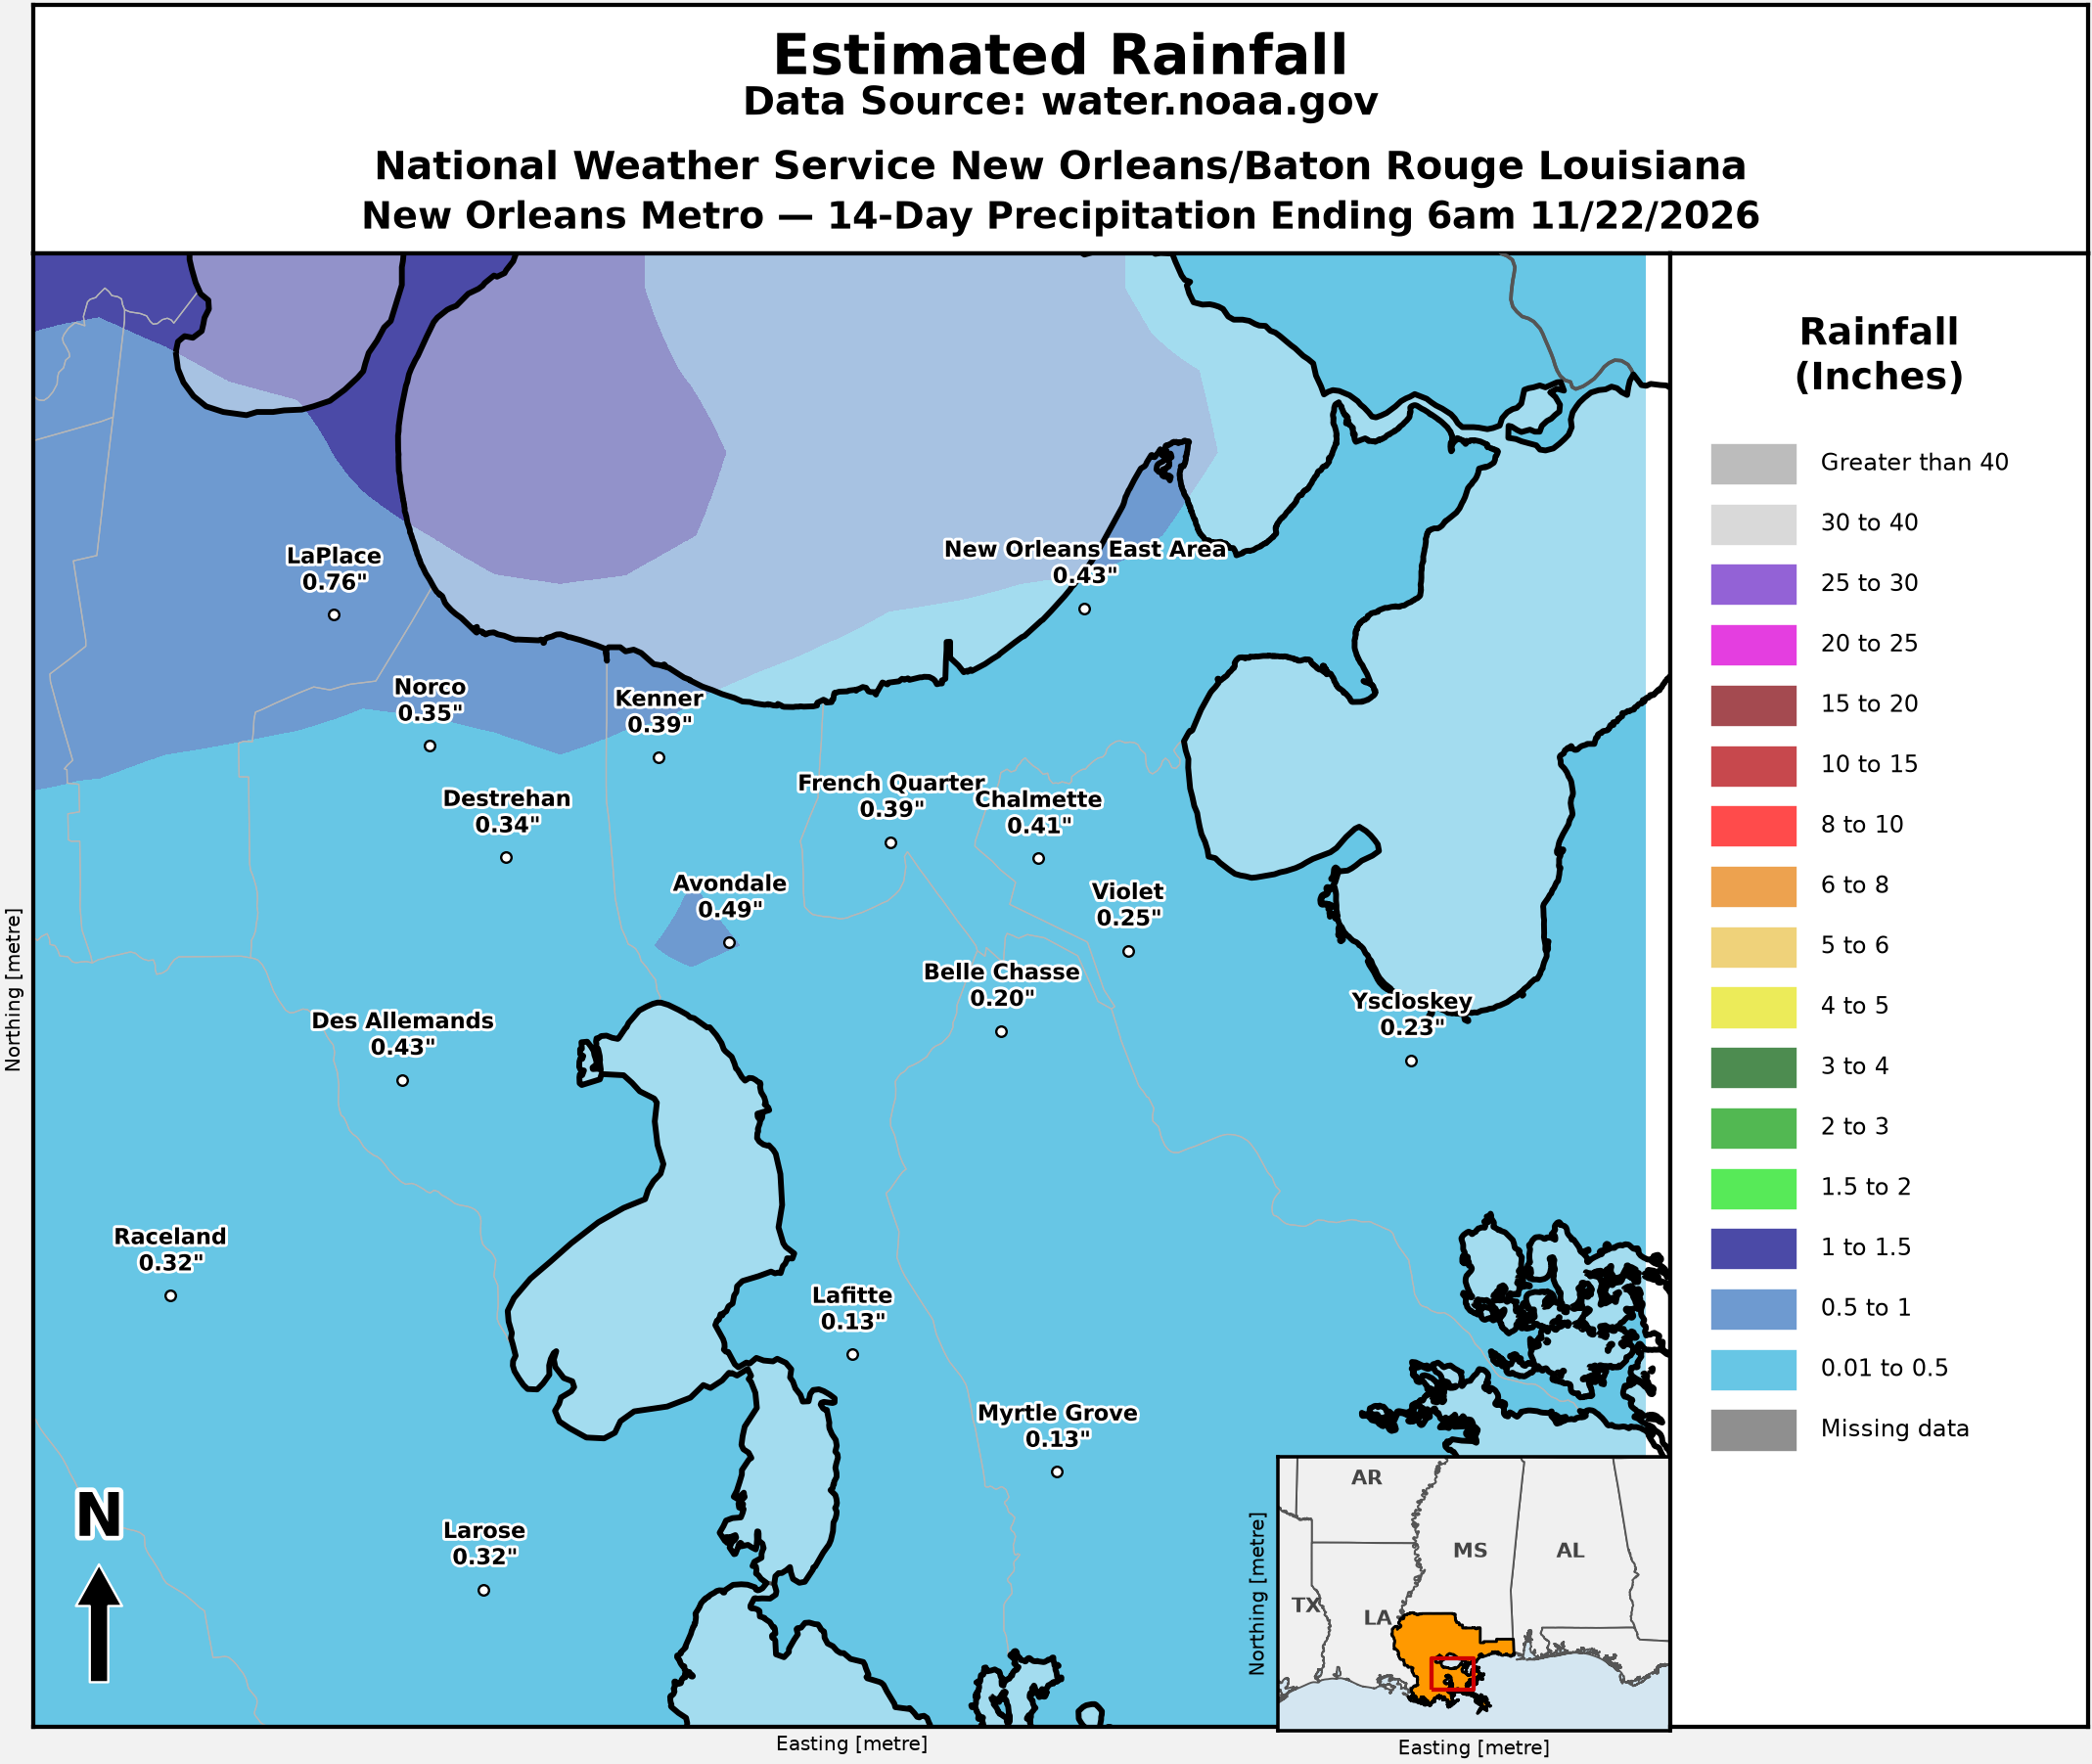 Estimated Rainfall
Data Source: water.noaa.gov
National Weather Service New Orleans/Baton Rouge Louisiana
New Orleans Metro — 14-Day Precipitation Ending 6am 11/22/2026
Rainfall
(Inches)
Greater than 40
30 to 40
25 to 30
20 to 25
15 to 20
10 to 15
8 to 10
6 to 8
5 to 6
4 to 5
3 to 4
2 to 3
1.5 to 2
1 to 1.5
0.5 to 1
0.01 to 0.5
Missing data
New Orleans East Area
0.43"
LaPlace
0.76"
Norco
0.35"
Kenner
0.39"
French Quarter
0.39"
Destrehan
0.34"
Chalmette
0.41"
Avondale
0.49"
Violet
0.25"
Belle Chasse
0.20"
Yscloskey
0.23"
Des Allemands
0.43"
Raceland
0.32"
Lafitte
0.13"
Myrtle Grove
0.13"
Larose
0.32"
N
AR
MS
AL
TX
LA
Northing [metre]
Easting [metre]
Northing [metre]
Easting [metre]